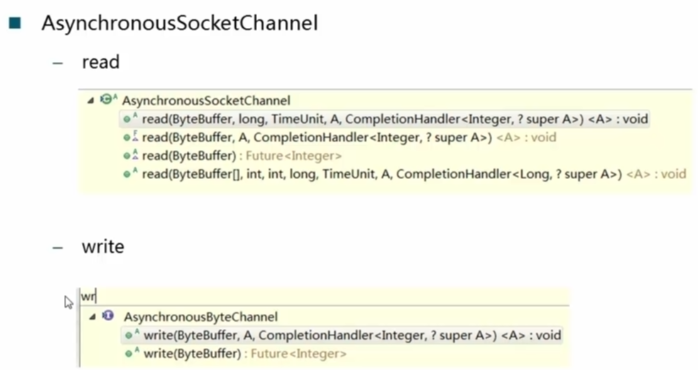 AsynchronousSocketChannel
– read
AsynchronousSocketChannel
read(ByteBuffer, long, TimeUnit, A, CompletionHandler<Integer, ? super A>) <A> : void
read(ByteBuffer, A, CompletionHandler<Integer, ? super A>) <A> : void
read(ByteBuffer) : Future<Integer>
read(ByteBuffer[], int, int, long, TimeUnit, A, CompletionHandler<Long, ? super A>) <A> : void
– write
wr
AsynchronousByteChannel
write(ByteBuffer, A, CompletionHandler<Integer, ? super A>) <A> : void
write(ByteBuffer) : Future<Integer>